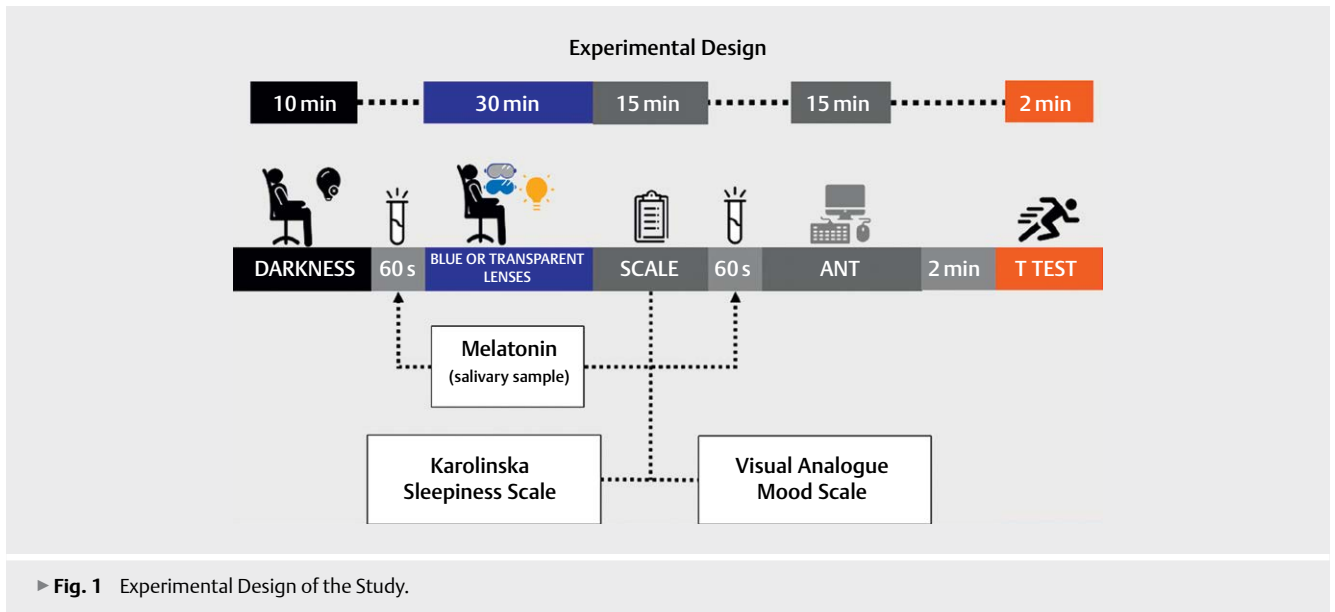 Experimental Design
10 min 30 min 15 min 15 min 2 min
DARKNESS 60 s BLUE OR TRANSPARENT LENSES SCALE 60 s ANT 2 min T TEST
Melatonin
(salivary sample)
Karolinska
Sleepiness Scale
Visual Analogue
Mood Scale
▶ Fig. 1 Experimental Design of the Study.